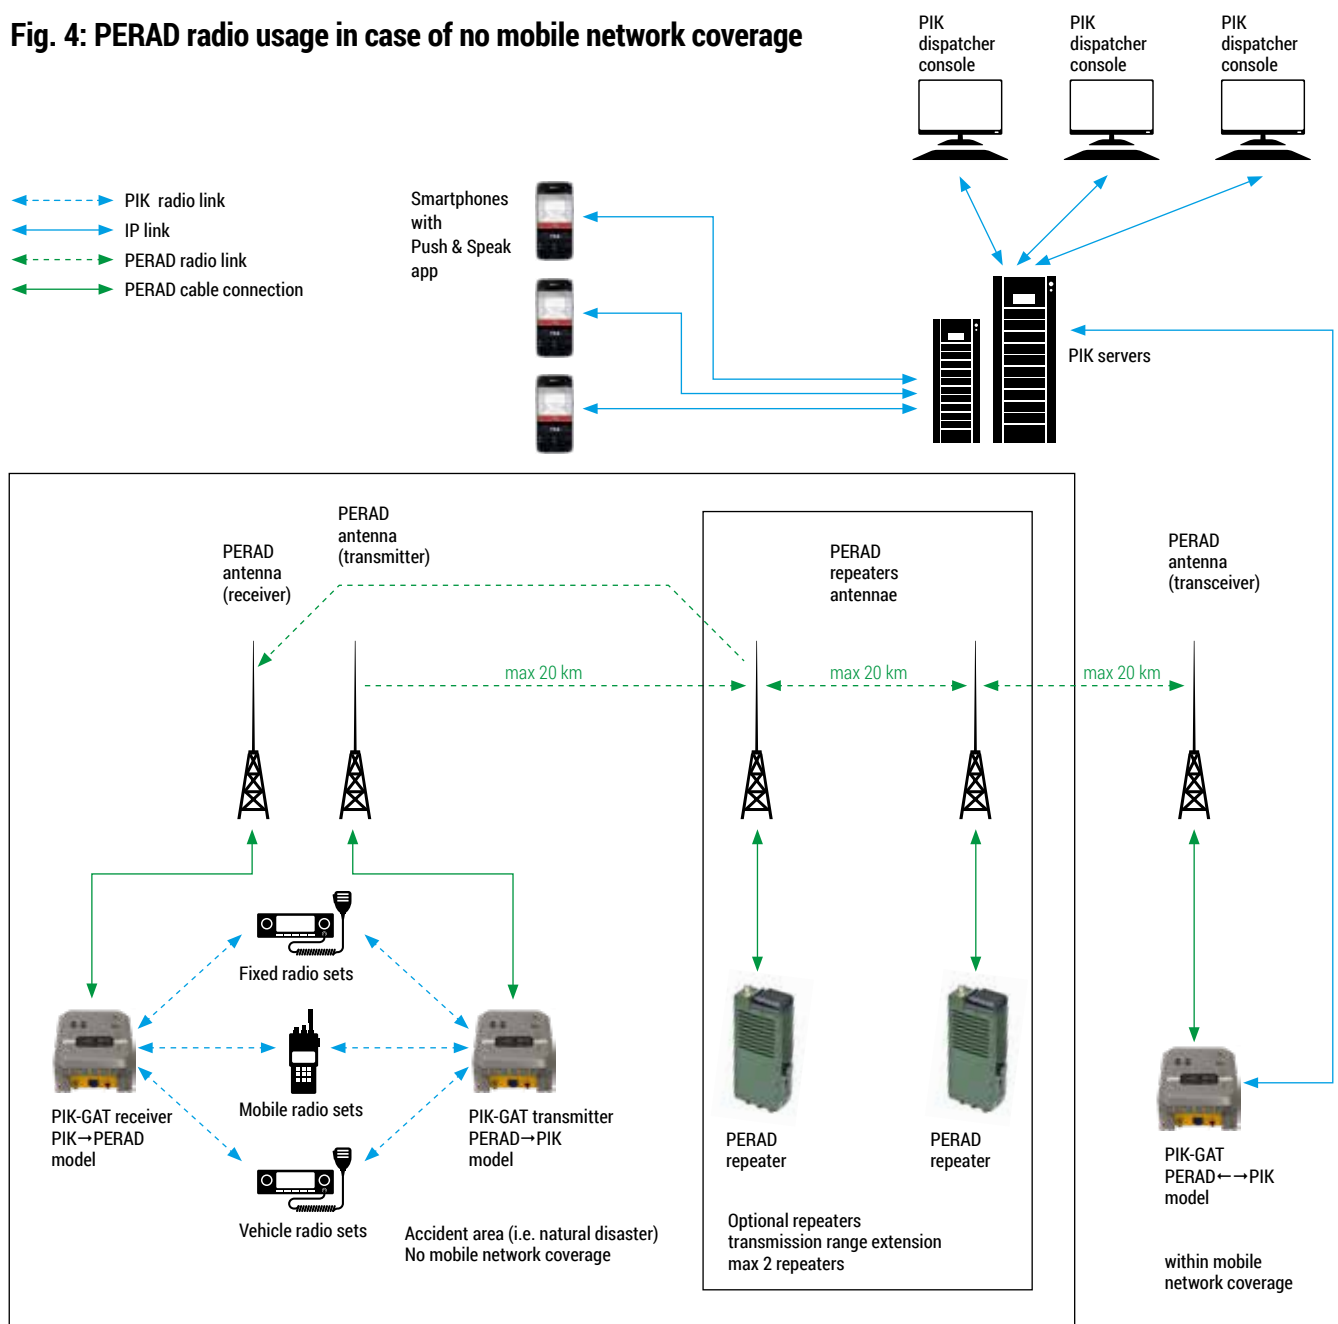 Fig. 4: PERAD radio usage in case of no mobile network coverage
PIK
dispatcher
console
PIK
dispatcher
console
PIK
dispatcher
console
PIK radio link
IP link
PERAD radio link
PERAD cable connection
Smartphones
with
Push & Speak
app
PIK servers
PERAD
antenna
(receiver)
PERAD
antenna
(transmitter)
PERAD
repeaters
antennae
PERAD
antenna
(transceiver)
max 20 km
max 20 km
max 20 km
Fixed radio sets
Mobile radio sets
Vehicle radio sets
PIK-GAT receiver
PIK→PERAD
model
PIK-GAT transmitter
PERAD→PIK
model
PERAD
repeater
PERAD
repeater
PIK-GAT
PERAD←→PIK
model
Accident area (i.e. natural disaster)
No mobile network coverage
Optional repeaters
transmission range extension
max 2 repeaters
within mobile
network coverage